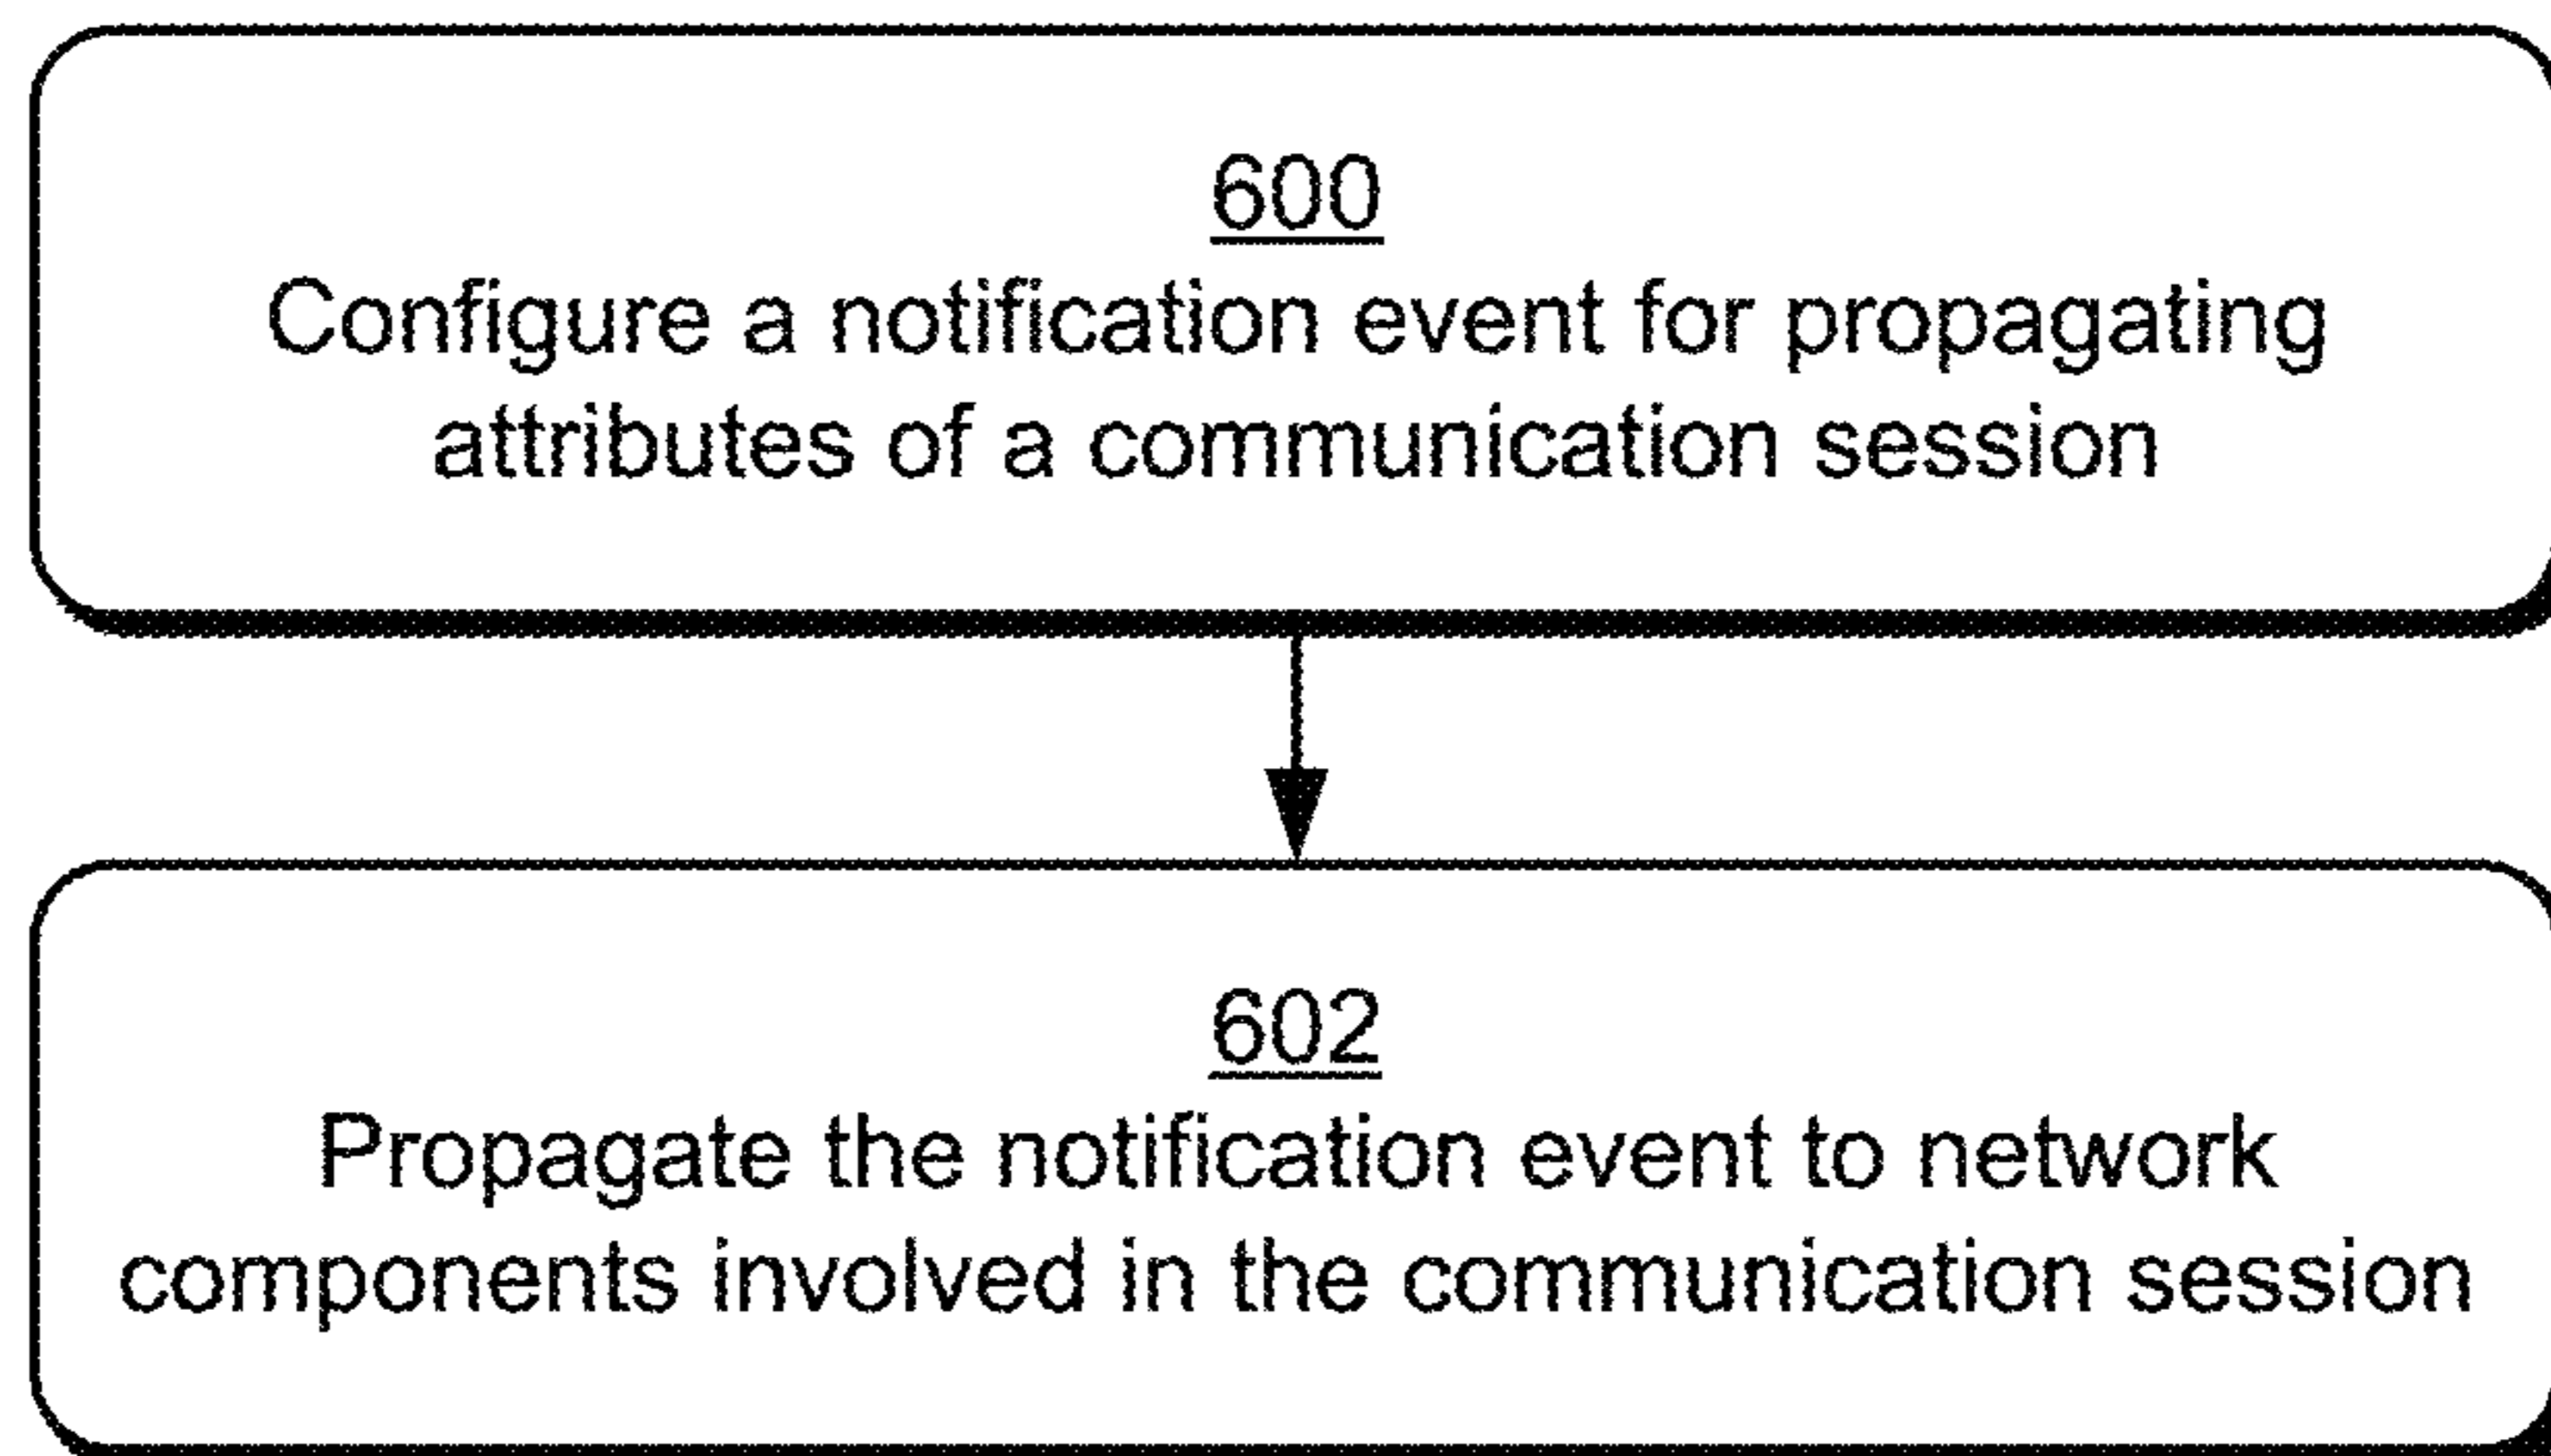 600
Configure a notification event for propagating
attributes of a communication session
602
Propagate the notification event to network
components involved in the communication session